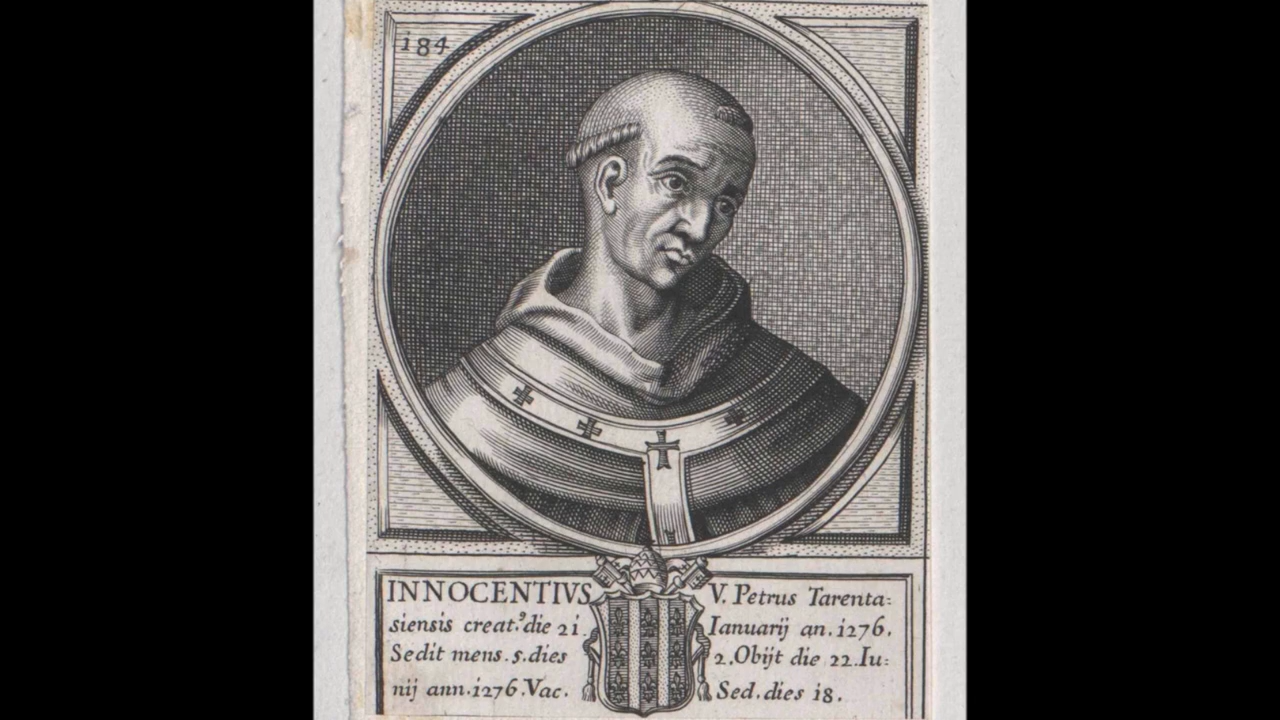 184
INNOCENTIVS V. Petrus Tarenta:
siensis creat.⁹ die 21. Ianuarij an. 1276.
Sedit mens. 5. dies 2. Obijt die 22. Iu:
nij ann. 1276. Vac. Sed. dies 18.